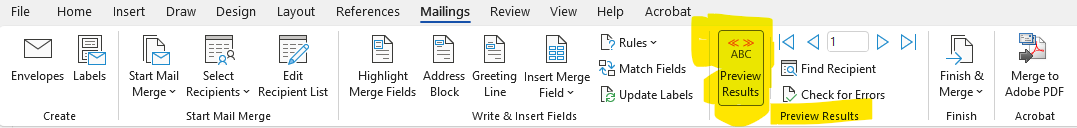 File Home Insert Draw Design Layout References Mailings Review View Help Acrobat
Envelopes
Labels
Create
Start Mail
Merge
Select
Recipients
Edit
Recipient List
Start Mail Merge
Highlight
Merge Fields
Address
Block
Greeting
Line
Insert Merge
Field
Rules
Match Fields
Update Labels
Write & Insert Fields
ABC
Preview
Results
1
Find Recipient
Check for Errors
Preview Results
Finish &
Merge
Finish
Merge to
Adobe PDF
Acrobat